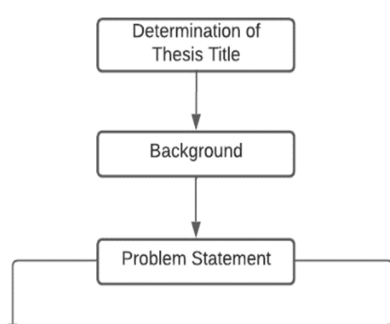 Determination of
Thesis Title
Background
Problem Statement